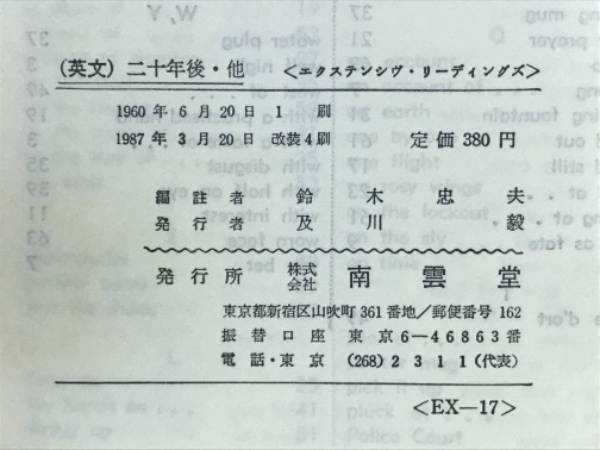 (英文) 二十年後・他 <エクステンシヴ・リーディングズ>
1960 年 6 月 20 日 1 刷
1987 年 3 月 20 日 改装4刷 定価 380 円
編註者 鈴木忠夫
発行者 及川毅
発行所 株式会社 南雲堂
東京都新宿区山吹町 361 番地/郵便番号 162
振替口座 東京 6―46863 番
電話・東京 (268) 2311 (代表)
<EX―17>